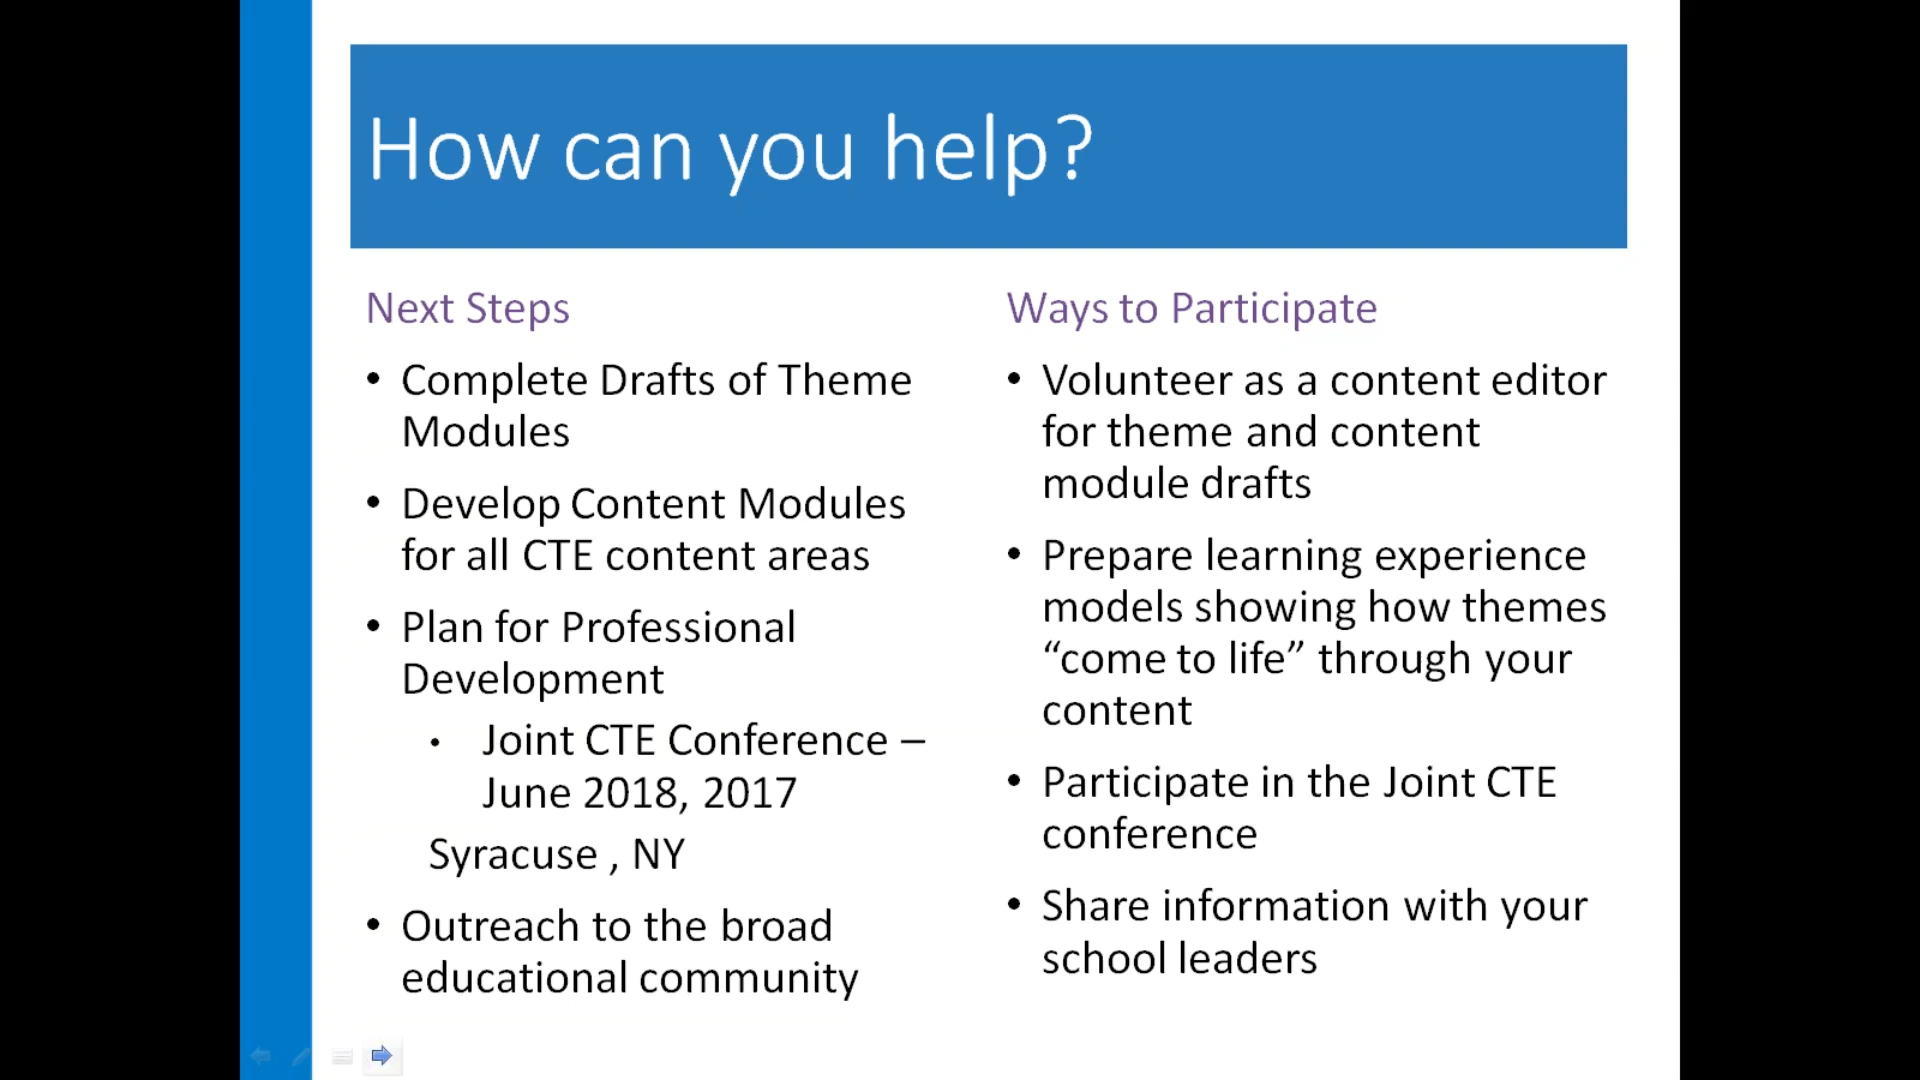 How can you help?
Next Steps
• Complete Drafts of Theme
Modules
• Develop Content Modules
for all CTE content areas
• Plan for Professional
Development
• Joint CTE Conference –
June 2018, 2017
Syracuse , NY
• Outreach to the broad
educational community
Ways to Participate
• Volunteer as a content editor
for theme and content
module drafts
• Prepare learning experience
models showing how themes
“come to life” through your
content
• Participate in the Joint CTE
conference
• Share information with your
school leaders